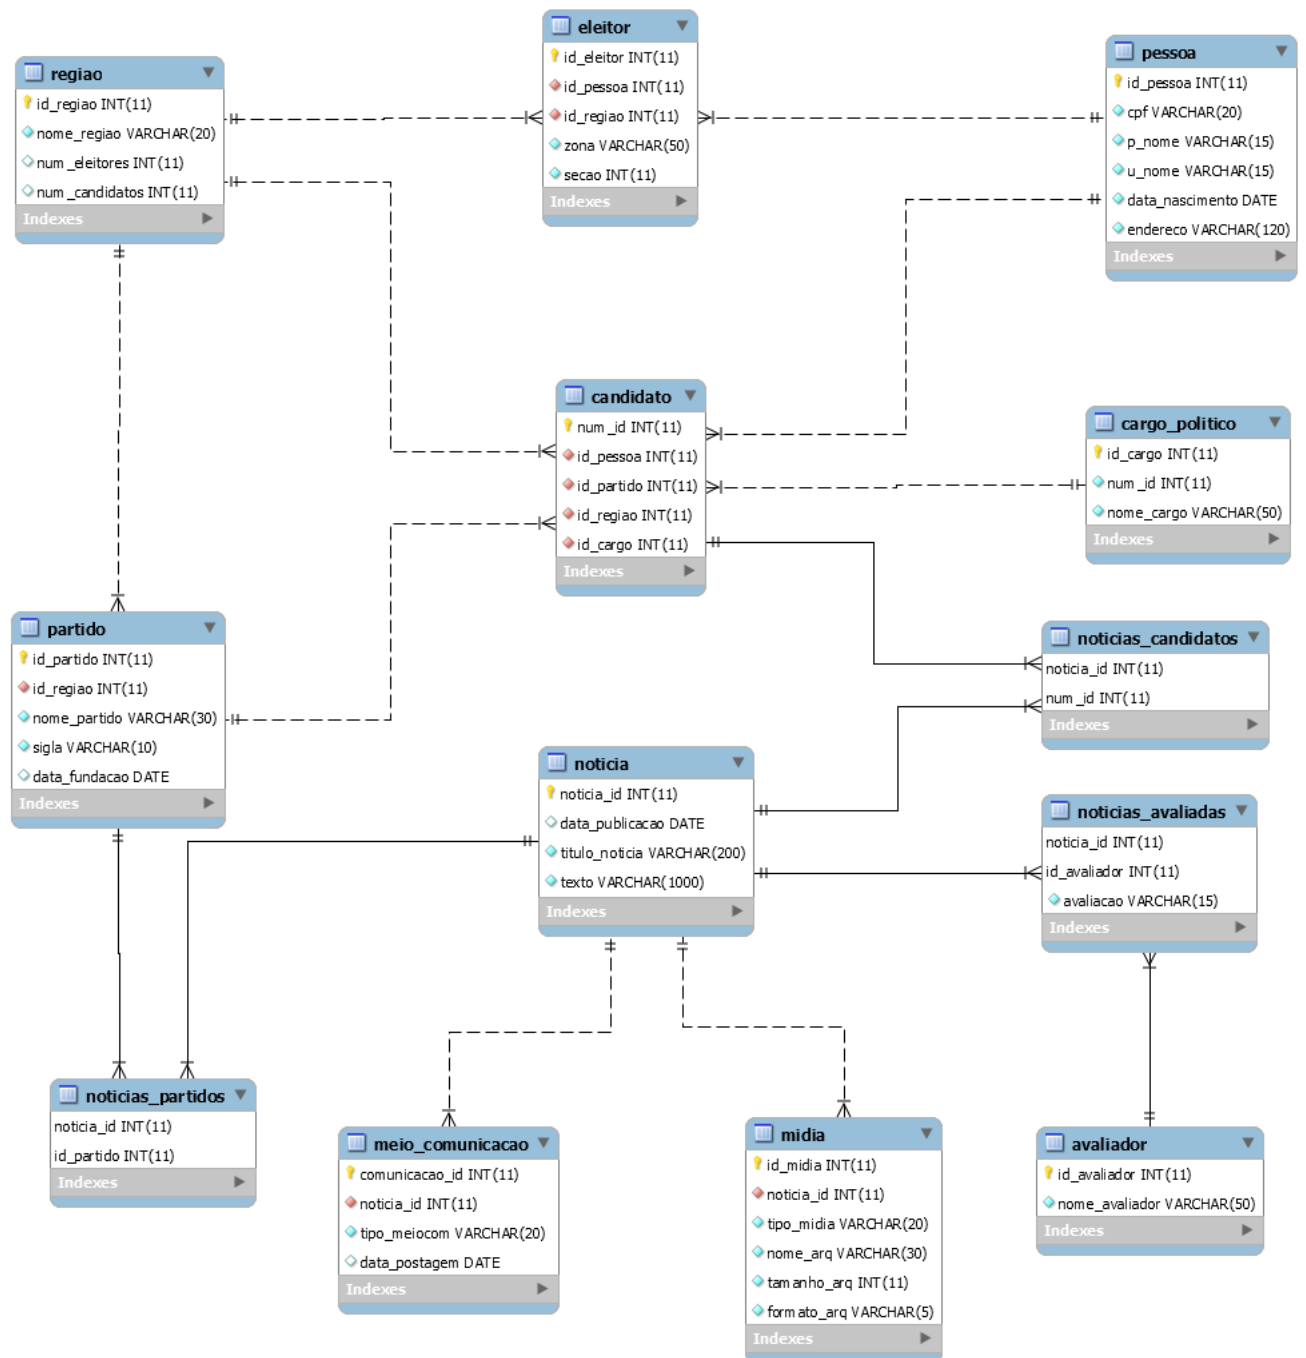 eleitor
id_eleitor INT(11)
id_pessoa INT(11)
id_regiao INT(11)
zona VARCHAR(50)
secao INT(11)
Indexes
pessoa
id_pessoa INT(11)
cpf VARCHAR(20)
p_nome VARCHAR(15)
u_nome VARCHAR(15)
data_nascimento DATE
endereco VARCHAR(120)
Indexes
regiao
id_regiao INT(11)
nome_regiao VARCHAR(20)
num_eleitores INT(11)
num_candidatos INT(11)
Indexes
candidato
num_id INT(11)
id_pessoa INT(11)
id_partido INT(11)
id_regiao INT(11)
id_cargo INT(11)
Indexes
cargo_politico
id_cargo INT(11)
num_id INT(11)
nome_cargo VARCHAR(50)
Indexes
partido
id_partido INT(11)
id_regiao INT(11)
nome_partido VARCHAR(30)
sigla VARCHAR(10)
data_fundacao DATE
Indexes
noticias_candidatos
noticia_id INT(11)
num_id INT(11)
Indexes
noticia
noticia_id INT(11)
data_publicacao DATE
titulo_noticia VARCHAR(200)
texto VARCHAR(1000)
Indexes
noticias_avaliadas
noticia_id INT(11)
id_avaliador INT(11)
avaliacao VARCHAR(15)
Indexes
noticias_partidos
noticia_id INT(11)
id_partido INT(11)
Indexes
meio_comunicacao
comunicacao_id INT(11)
noticia_id INT(11)
tipo_meiocom VARCHAR(20)
data_postagem DATE
Indexes
midia
id_midia INT(11)
noticia_id INT(11)
tipo_midia VARCHAR(20)
nome_arq VARCHAR(30)
tamanho_arq INT(11)
formato_arq VARCHAR(5)
Indexes
avaliador
id_avaliador INT(11)
nome_avaliador VARCHAR(50)
Indexes